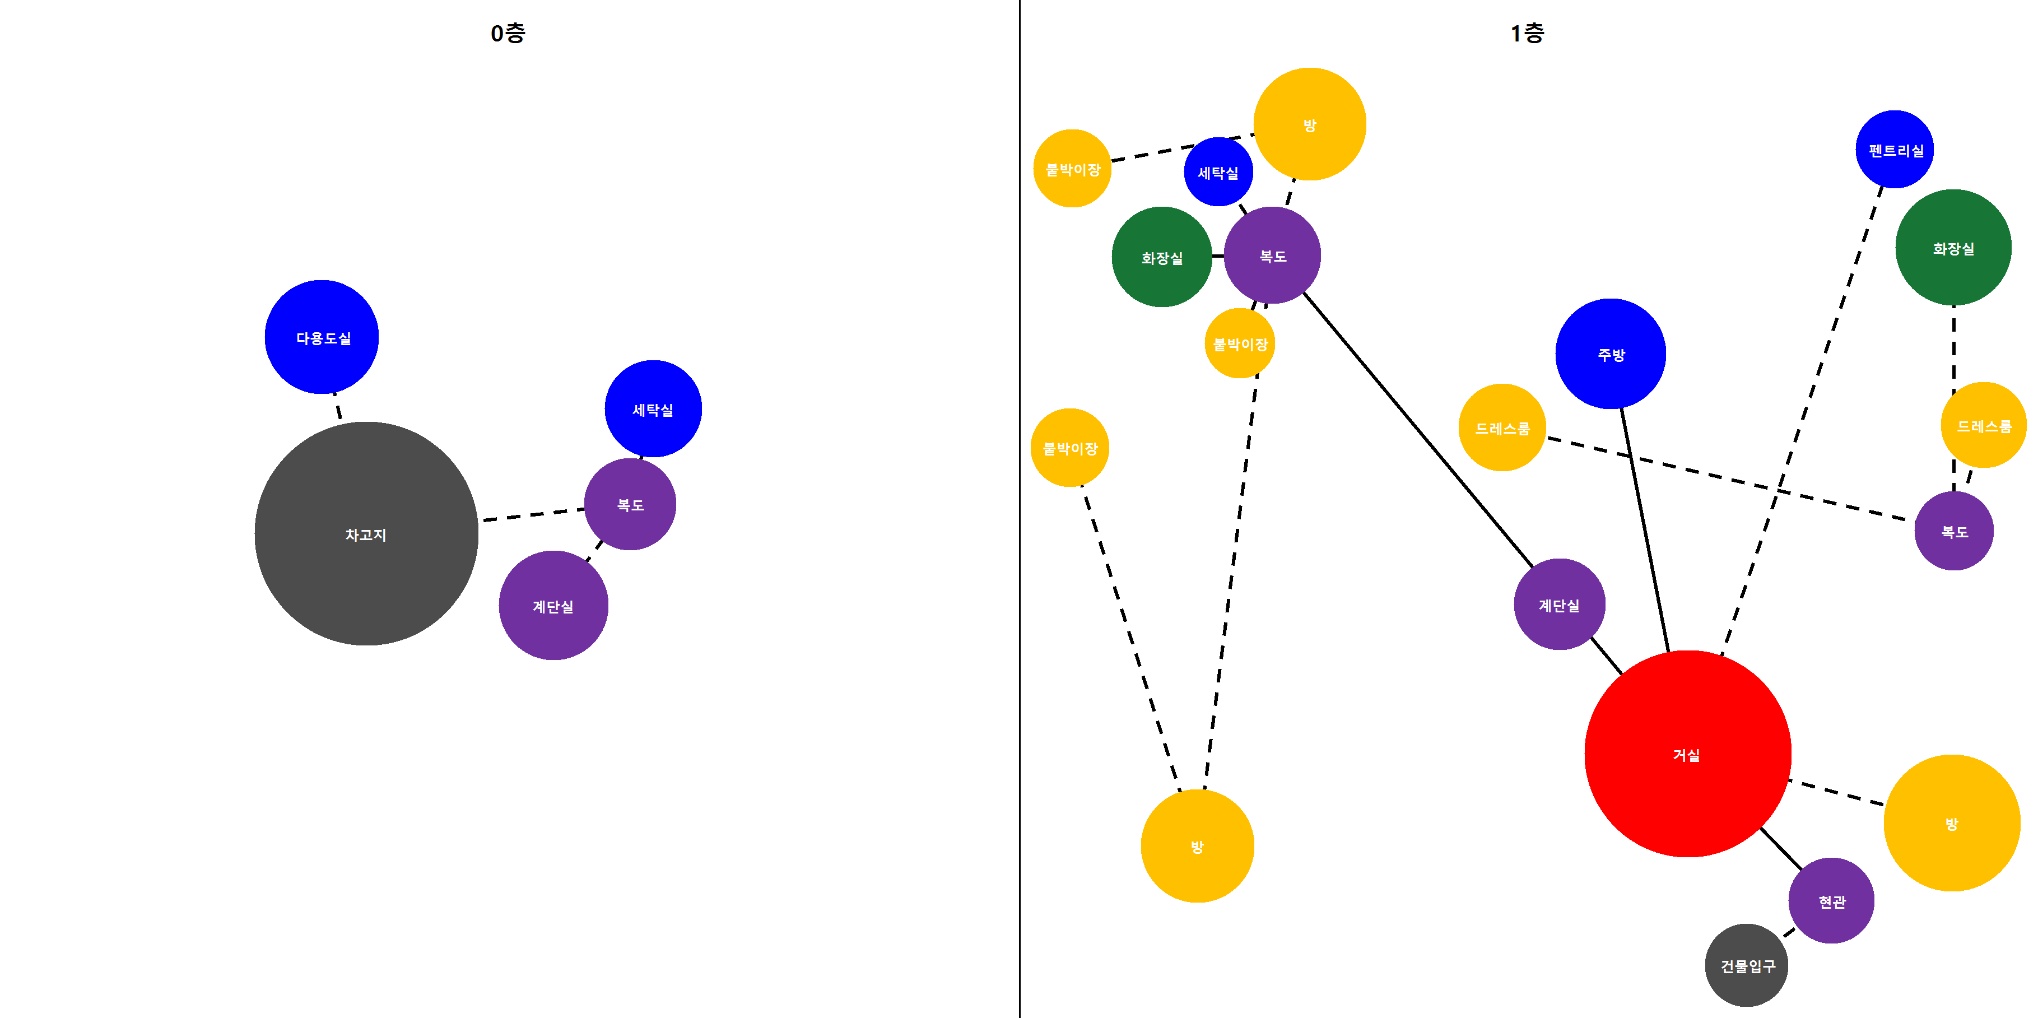 0층
다용도실
세탁실
복도
차고지
계단실
1층
방
붙박이장
세탁실
화장실
복도
붙박이장
붙박이장
방
펜트리실
화장실
주방
드레스룸
드레스룸
복도
계단실
거실
방
현관
건물입구